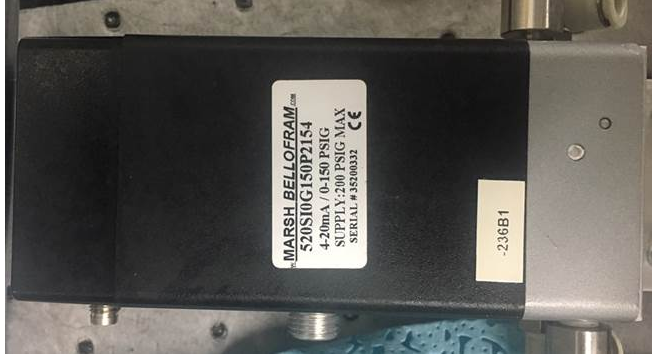 MARSH BELLOFRAM.com
520SI0G150P2154
4-20mA / 0-150 PSIG
SUPPLY:200 PSIG MAX
SERIAL # 35200332 CE
-236B1